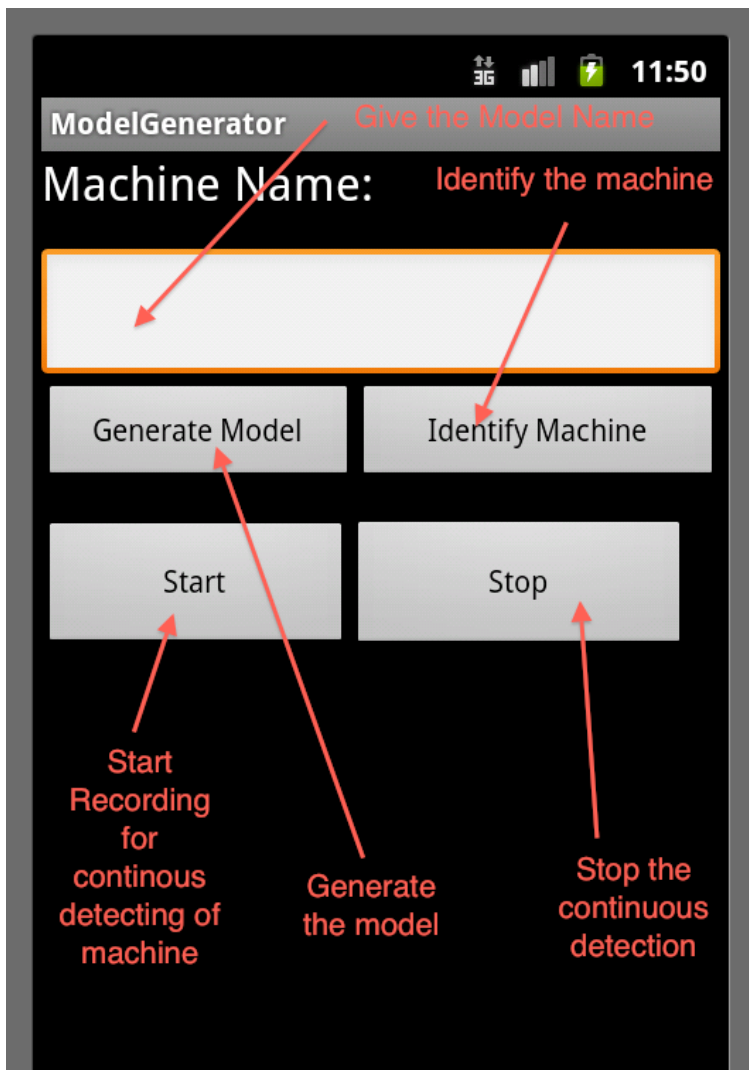 3G 11:50
ModelGenerator
Give the Model Name
Machine Name:
Identify the machine
Generate Model
Identify Machine
Start
Stop
Start
Recording
for
continous
detecting of
machine
Generate
the model
Stop the
continuous
detection